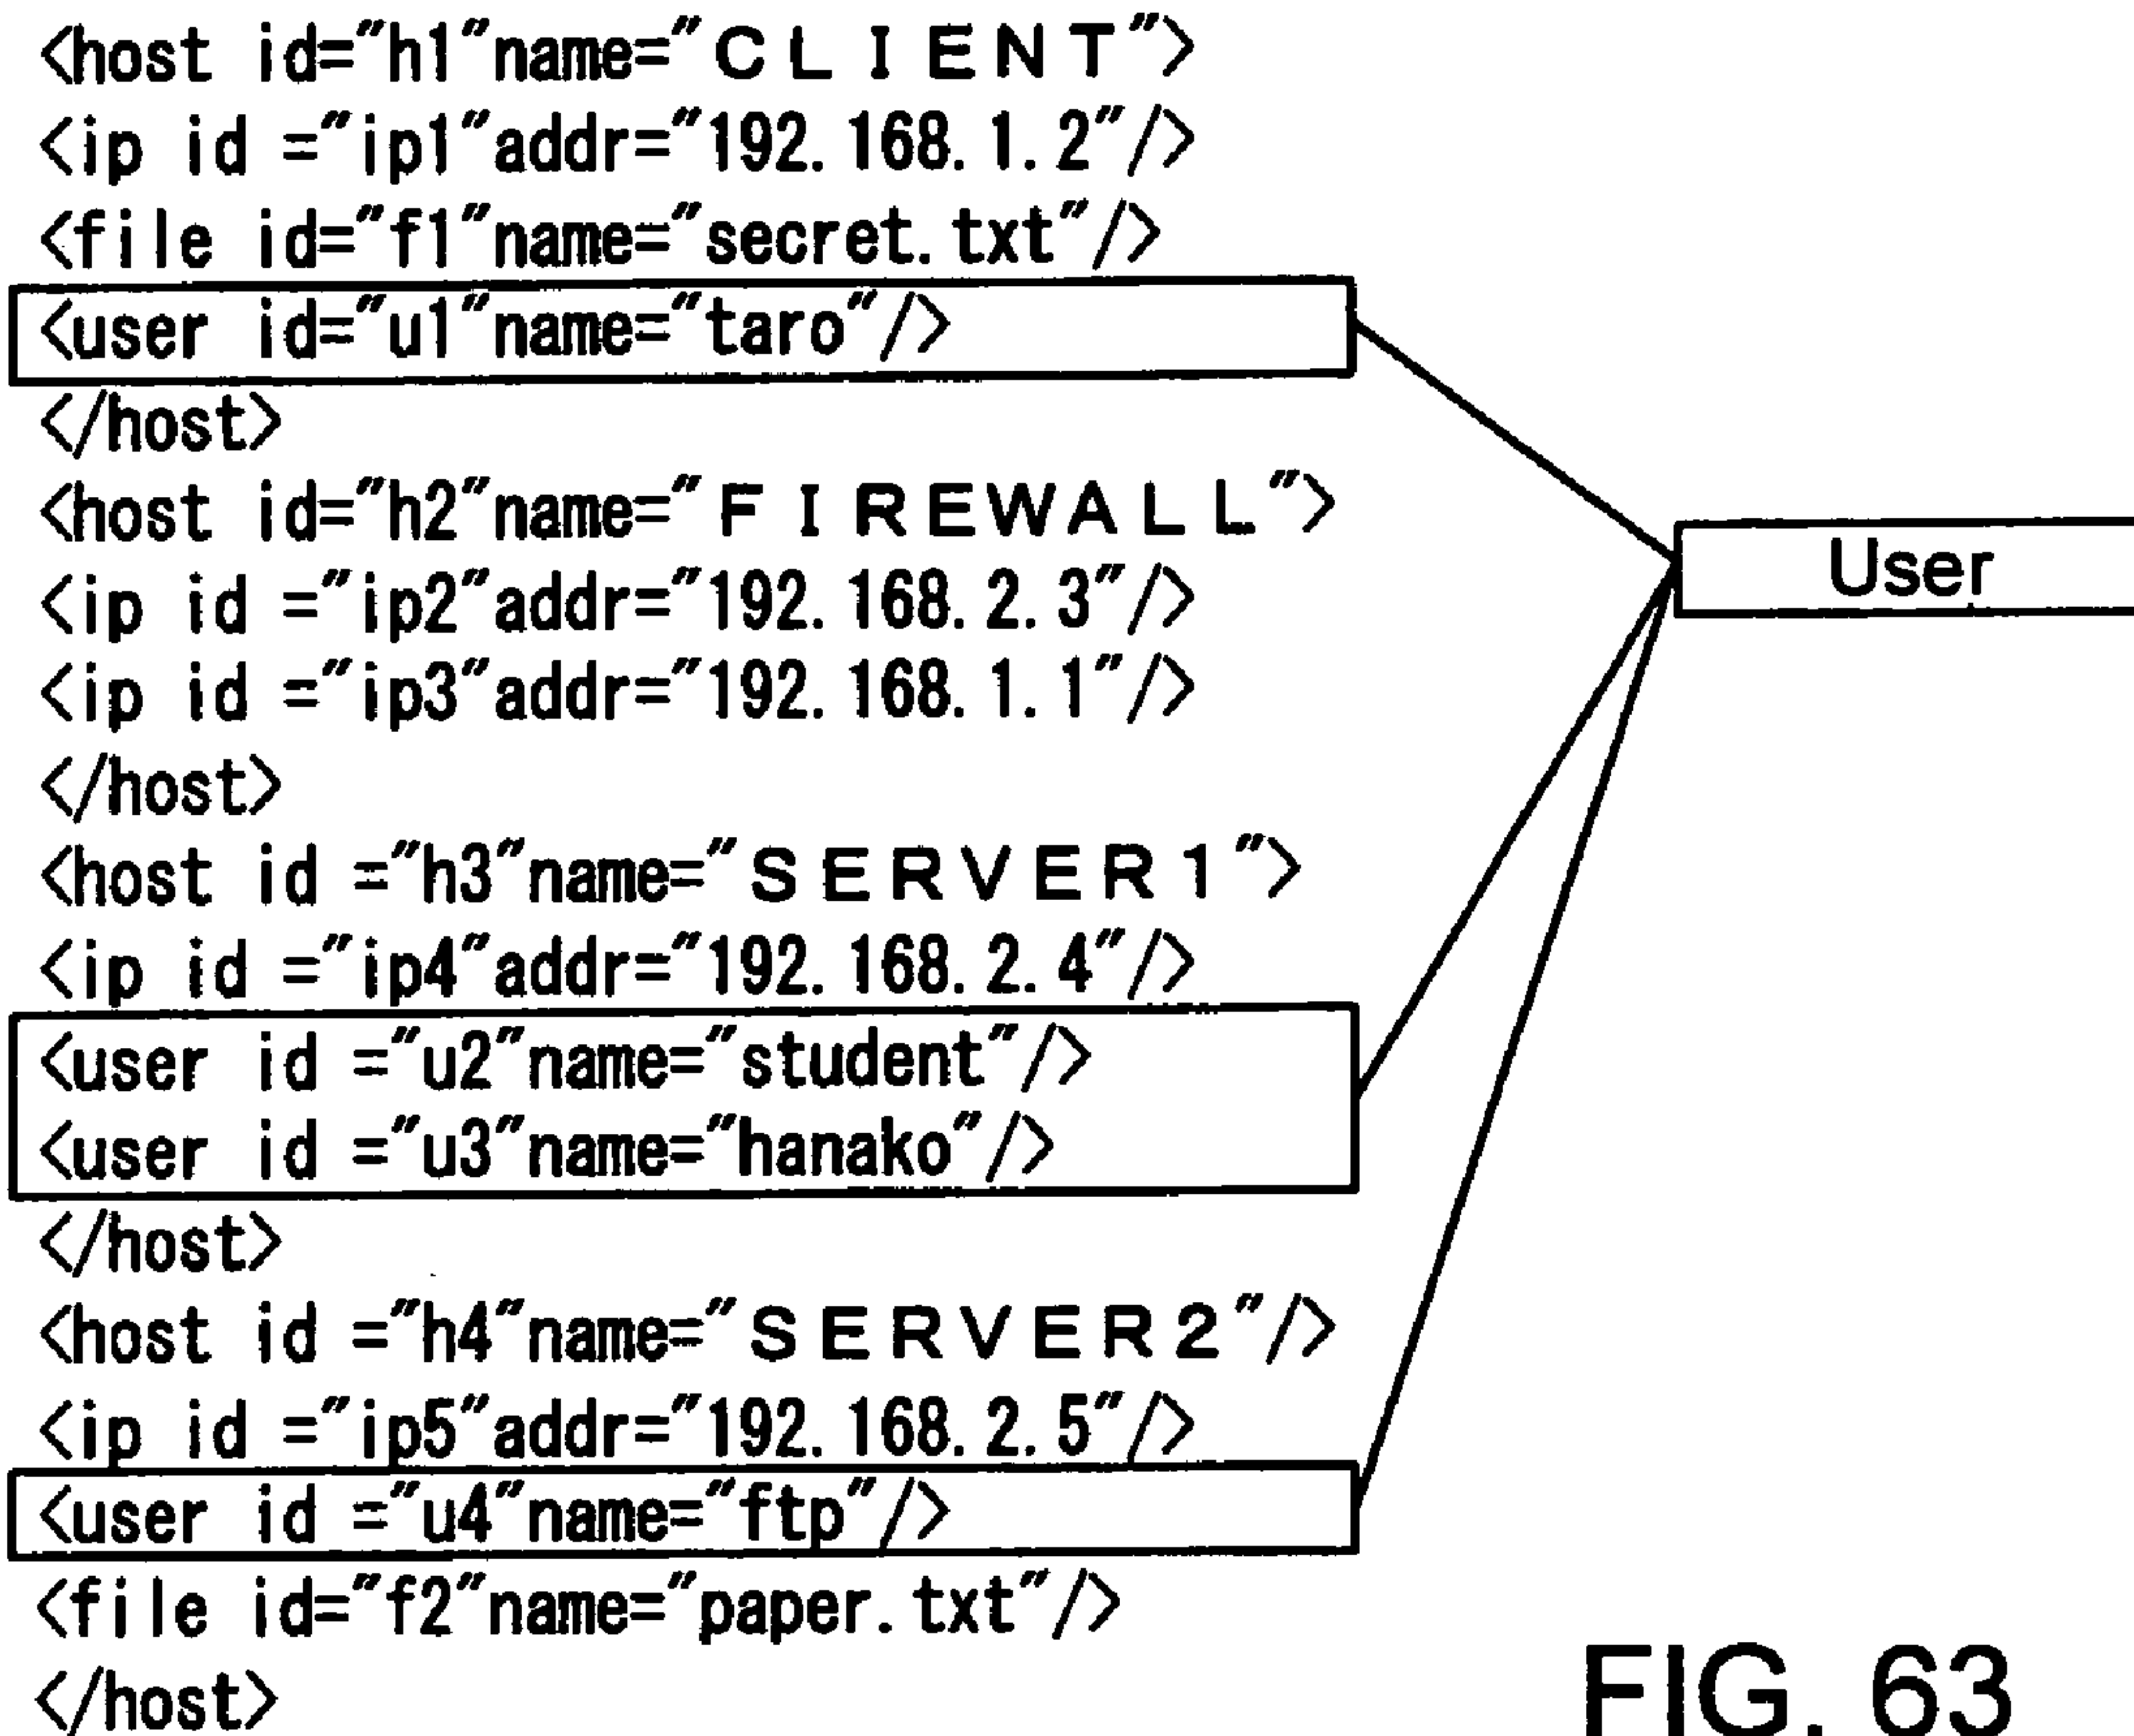 <host id="h1"name="CLIENT">
<ip id ="ip1"addr="192.168.1.2"/>
<file id="f1"name="secret.txt"/>
<user id="u1"name="taro"/>
</host>
<host id="h2"name="FIREWALL">
User
<ip id ="ip2"addr="192.168.2.3"/>
<ip id ="ip3"addr="192.168.1.1"/>
</host>
<host id ="h3"name="SERVER1">
<ip id ="ip4"addr="192.168.2.4"/>
<user id ="u2"name="student"/>
<user id ="u3"name="hanako"/>
</host>
<host id ="h4"name="SERVER2"/>
<ip id ="ip5"addr="192.168.2.5"/>
<user id ="u4"name="ftp"/>
<file id="f2"name="paper.txt"/>
</host>
FIG. 63